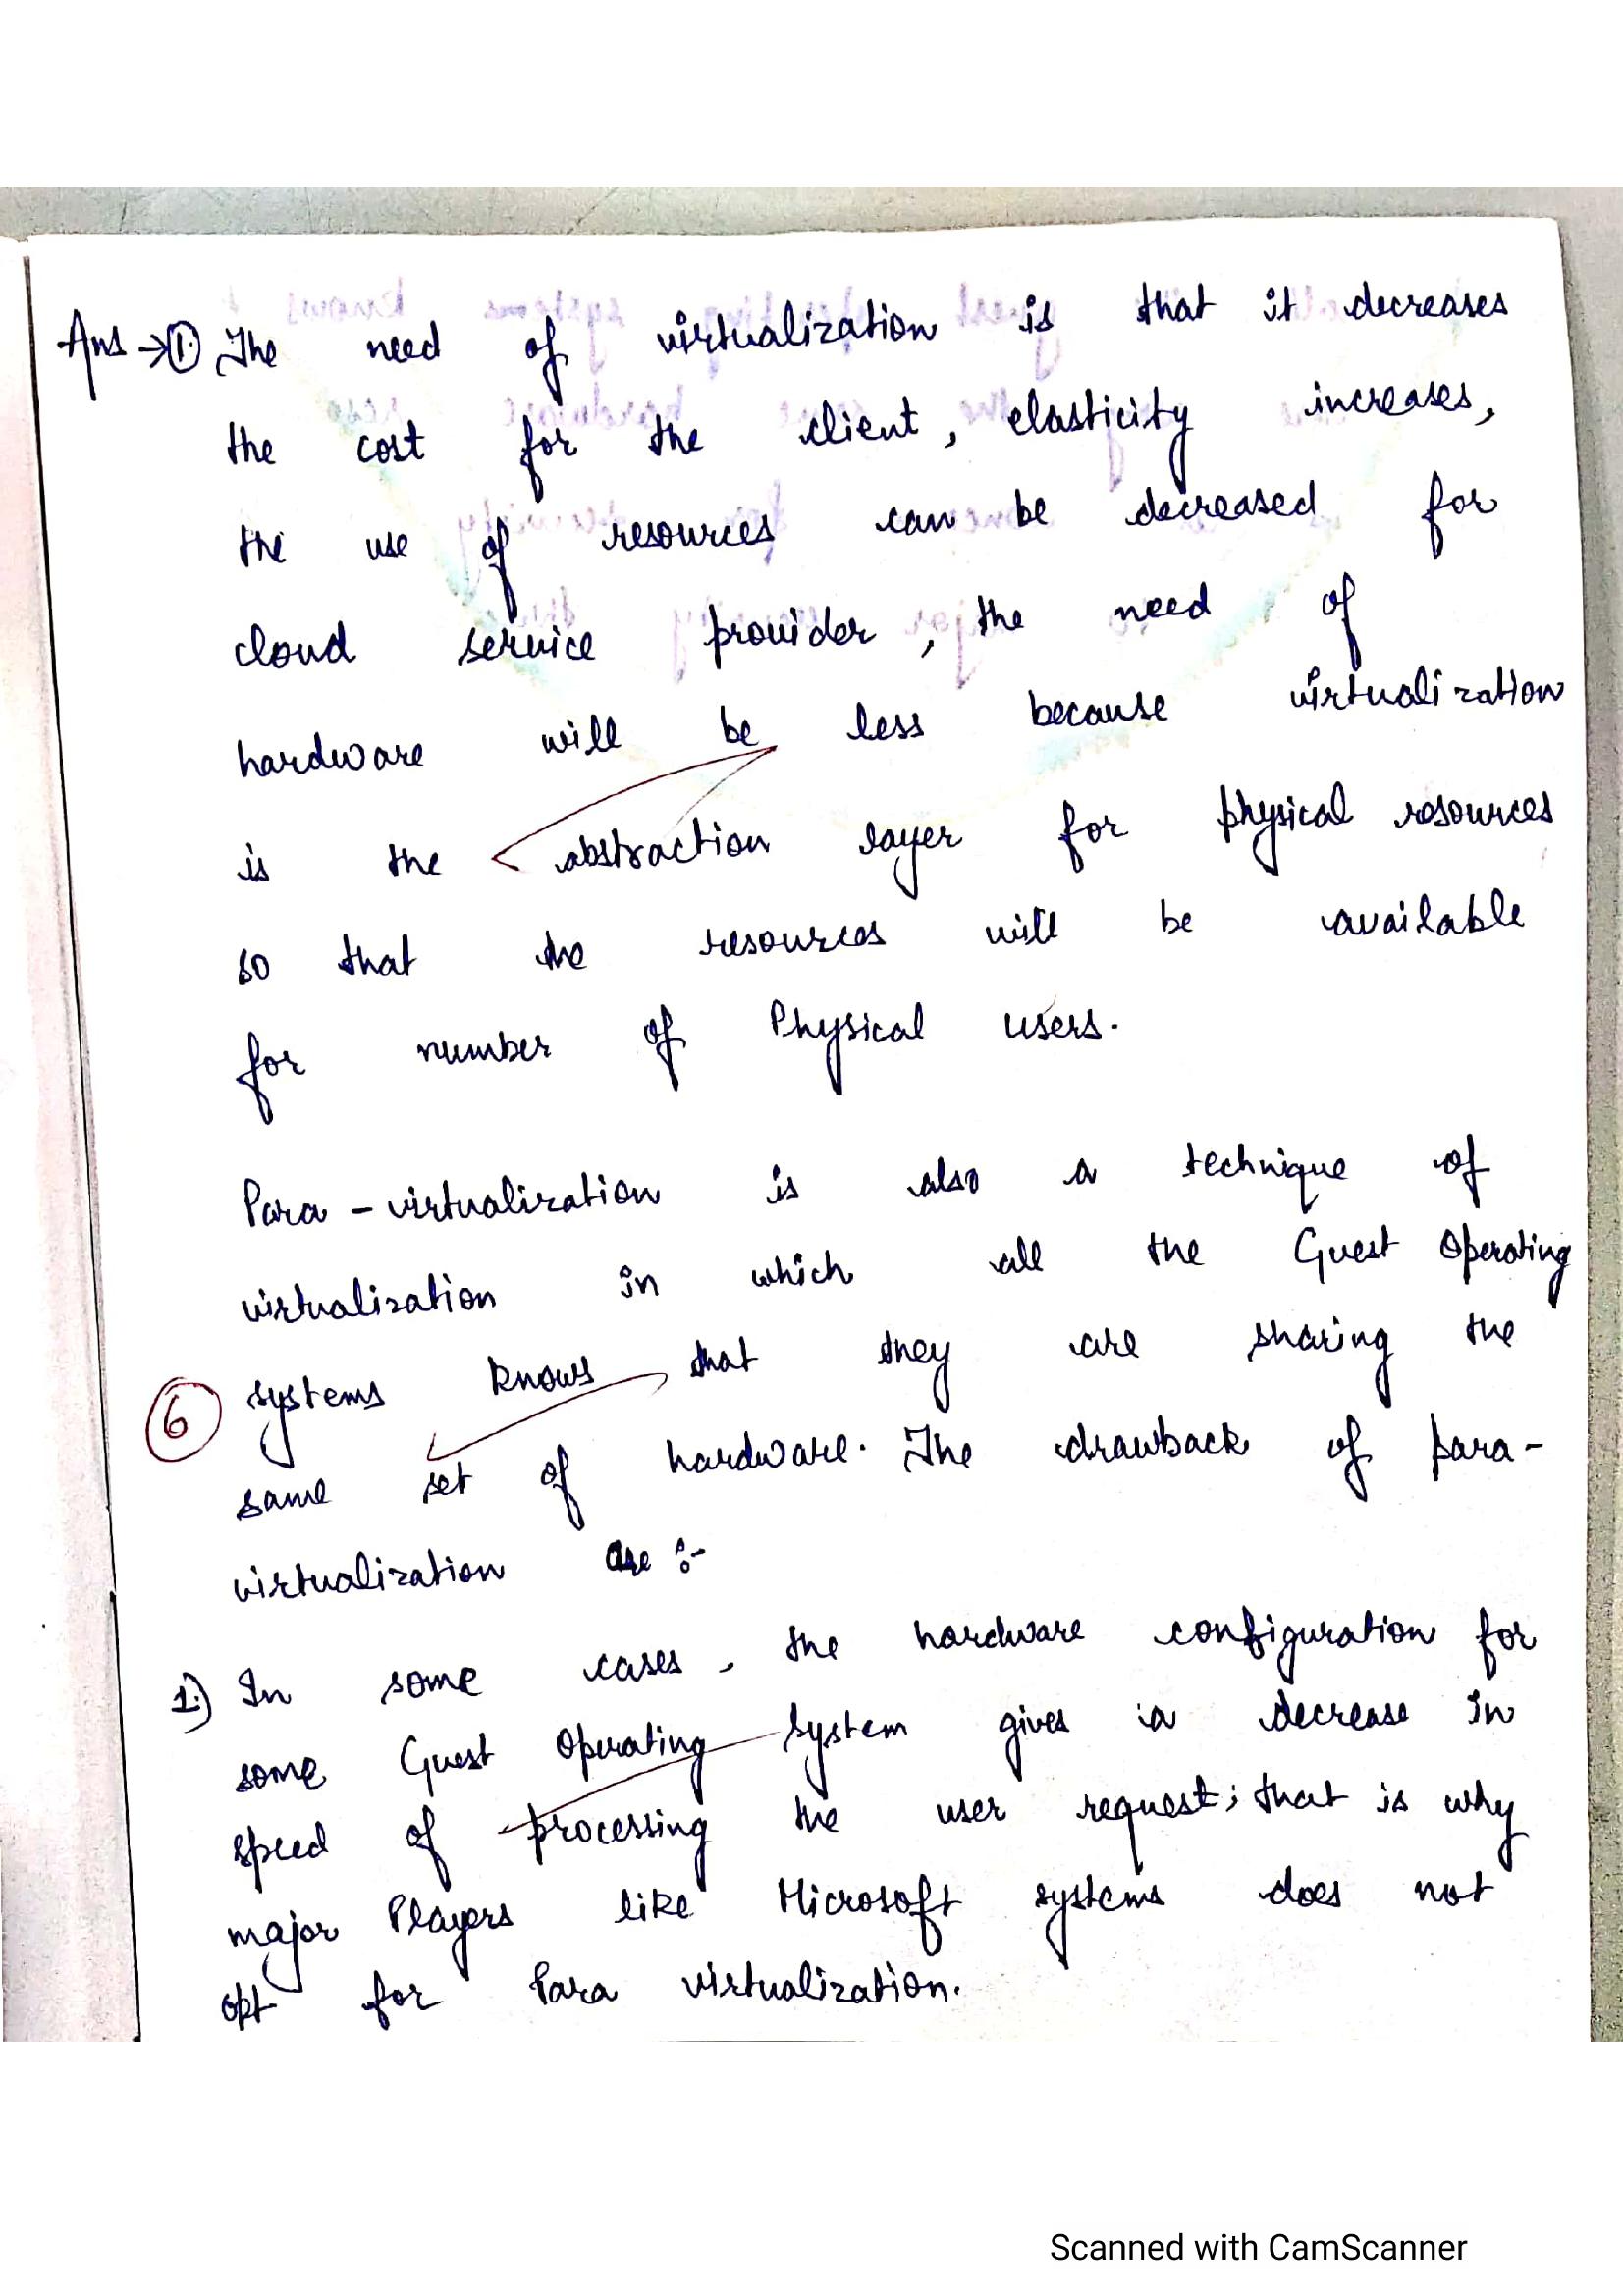 Ans → ① The need of virtualization is that it decreases
the cost for the client, elasticity increases,
the use of resources can be decreased for
cloud service provider, the need of
hardware will be less because virtualization
is the abstraction layer for physical resources
so that the resources will be available
for number of Physical users.
Para-virtualization is also a technique of
virtualization in which all the Guest Operating
6 systems knows that they are sharing the
same set of hardware. The drawback of para-
virtualization are :-
1.) In some cases, the hardware configuration for
some Guest Operating System gives a decrease in
speed of processing the user request; that is why
major Players like Microsoft systems does not
opt for Para virtualization.
Scanned with CamScanner